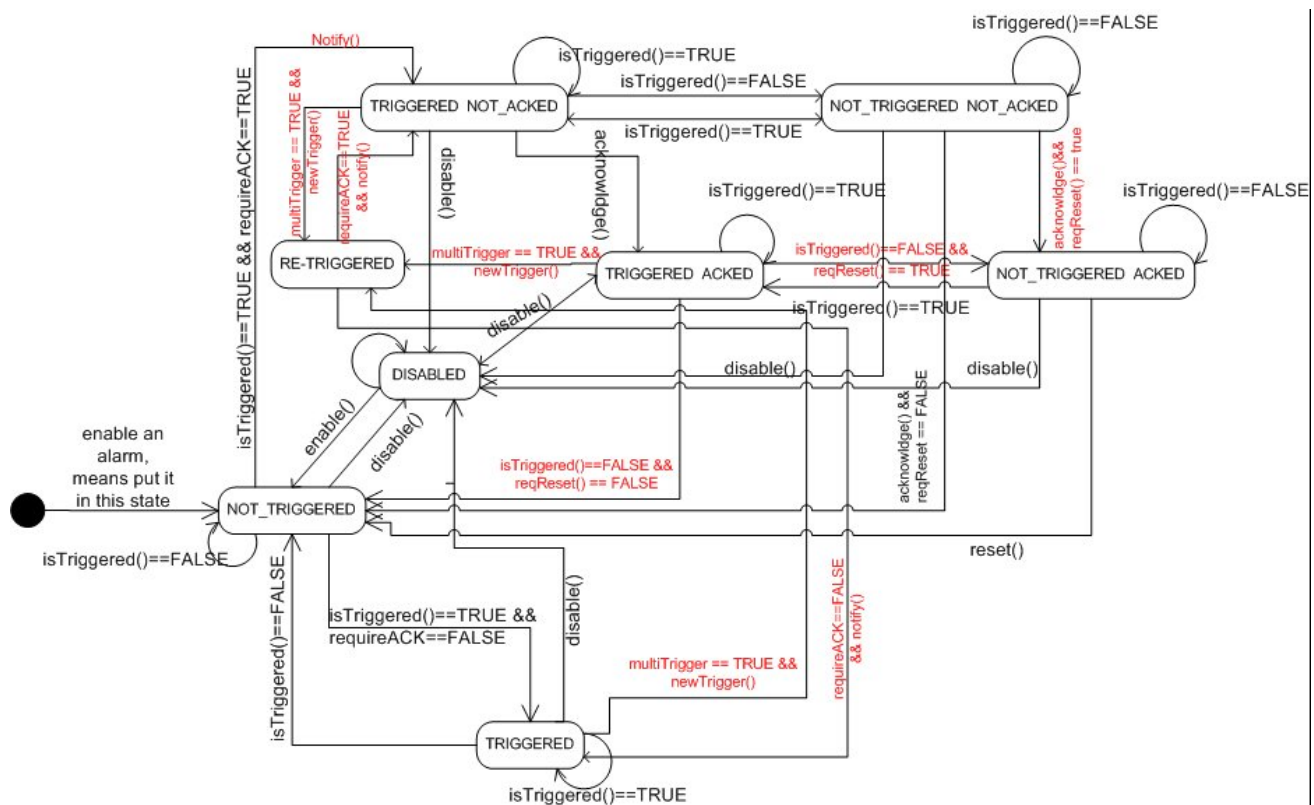 Notify()
isTriggered()==FALSE
isTriggered()==TRUE
isTriggered()==FALSE
TRIGGERED NOT_ACKED
NOT_TRIGGERED NOT_ACKED
isTriggered()==TRUE
isTriggered()==TRUE && requireACK==TRUE
multiTrigger == TRUE &&
newTrigger()
requireACK==TRUE
&& notify()
disable()
acknowldge()
acknowldge()&&
reqReset() == true
isTriggered()==TRUE
isTriggered()==FALSE
RE-TRIGGERED
multiTrigger == TRUE &&
newTrigger()
TRIGGERED ACKED
isTriggered()==FALSE &&
reqReset() == TRUE
NOT_TRIGGERED ACKED
isTriggered()==TRUE
disable()
DISABLED
disable()
disable()
enable()
disable()
acknowldge() &&
reqReset == FALSE
enable an
alarm,
means put it
in this state
isTriggered()==FALSE &&
reqReset() == FALSE
NOT_TRIGGERED
isTriggered()==FALSE
reset()
isTriggered()==FALSE
isTriggered()==TRUE &&
requireACK==FALSE
disable()
multiTrigger == TRUE &&
newTrigger()
requireACK==FALSE
&& notify()
TRIGGERED
isTriggered()==TRUE